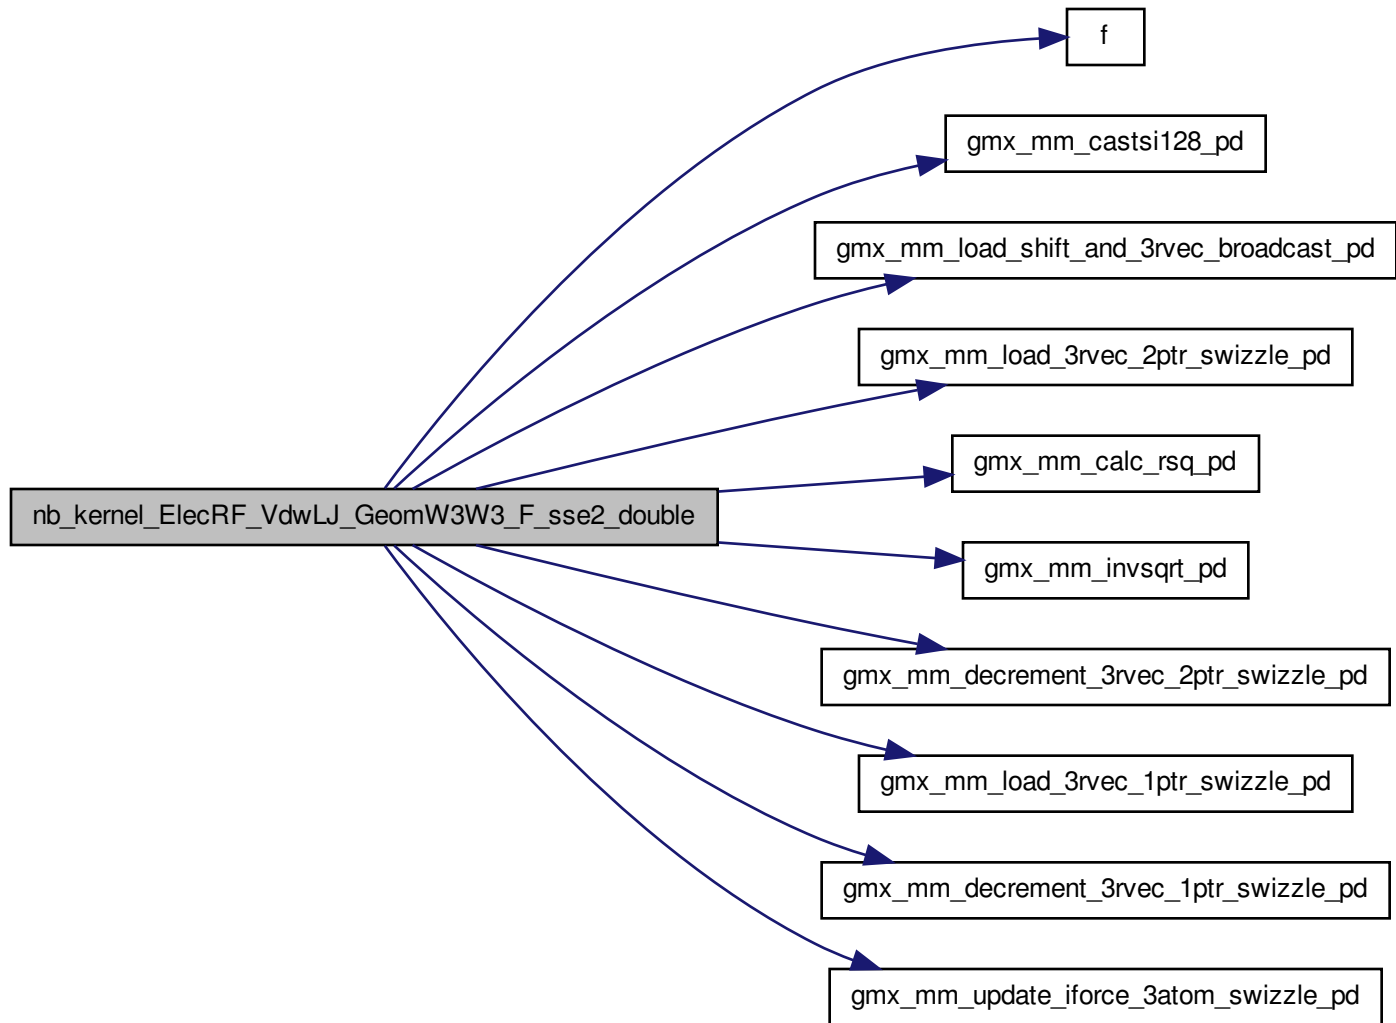 f
gmx_mm_castsi128_pd
gmx_mm_load_shift_and_3rvec_broadcast_pd
gmx_mm_load_3rvec_2ptr_swizzle_pd
gmx_mm_calc_rsq_pd
nb_kernel_ElecRF_VdwLJ_GeomW3W3_F_sse2_double
gmx_mm_invsqrt_pd
gmx_mm_decrement_3rvec_2ptr_swizzle_pd
gmx_mm_load_3rvec_1ptr_swizzle_pd
gmx_mm_decrement_3rvec_1ptr_swizzle_pd
gmx_mm_update_iforce_3atom_swizzle_pd